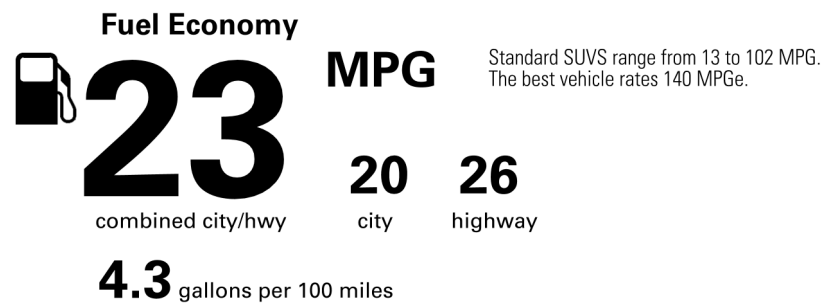 Fuel Economy
23
MPG
Standard SUVS range from 13 to 102 MPG.
The best vehicle rates 140 MPGe.
20 26
combined city/hwy city highway
4.3 gallons per 100 miles